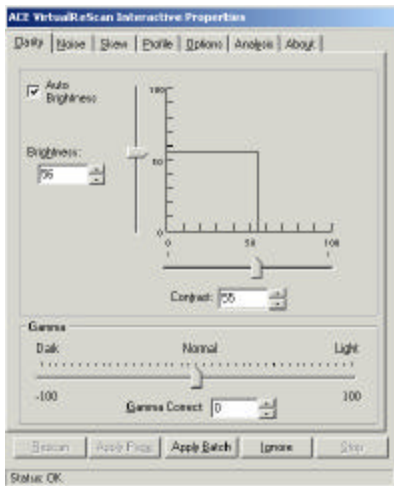 ACE VirtualReScan Interactive Properties
Clarity Noise Skew Profile Options Analysis About
Auto
Brightness
100
Brightness:
56
50
0
0 50 100
Contrast: 55
Gamma
Dark Normal Light
-100 100
Gamma Correct 0
Rescan Apply Page Apply Batch Ignore Stop
Status: OK